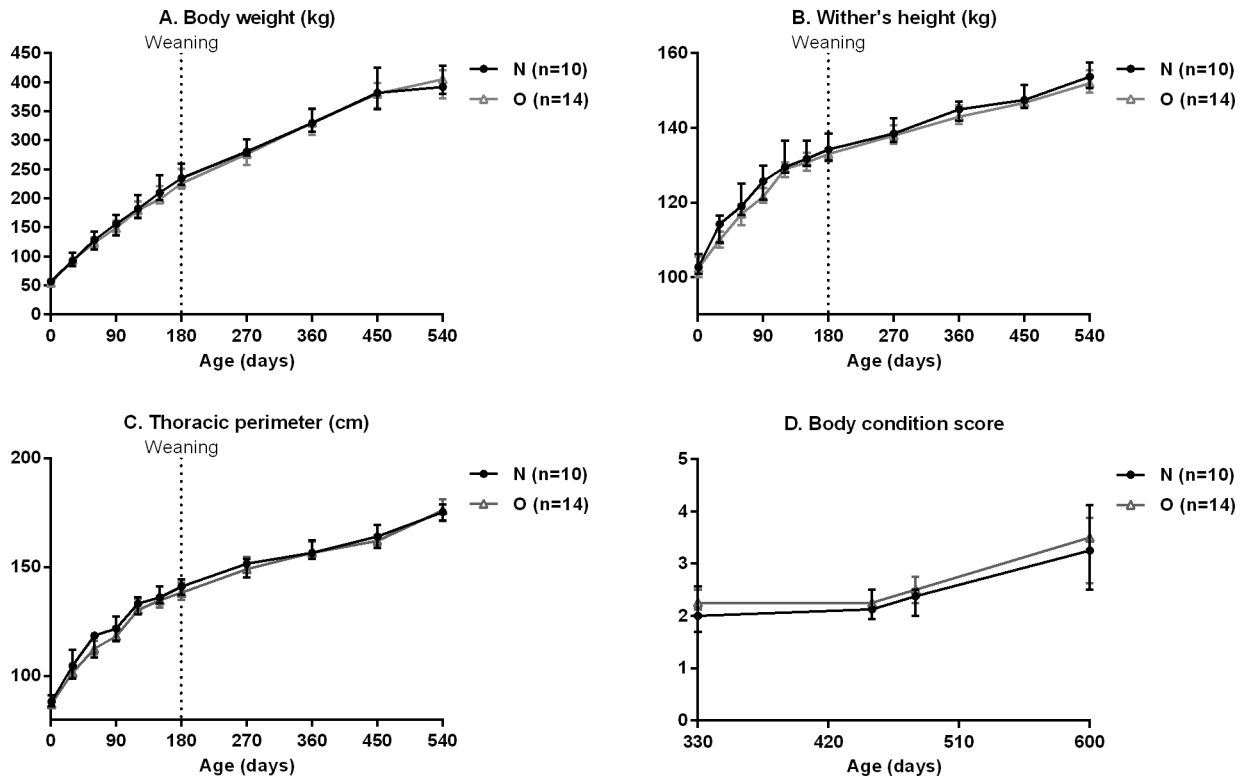 A. Body weight (kg)
Weaning
450
400
350
300
250
200
150
100
50
0
0 90 180 270 360 450 540
Age (days)
N (n=10)
O (n=14)
B. Wither's height (kg)
Weaning
160
140
120
100
0 90 180 270 360 450 540
Age (days)
N (n=10)
O (n=14)
C. Thoracic perimeter (cm)
Weaning
200
150
100
0 90 180 270 360 450 540
Age (days)
N (n=10)
O (n=14)
D. Body condition score
5
4
3
2
1
0
330 420 510 600
Age (days)
N (n=10)
O (n=14)